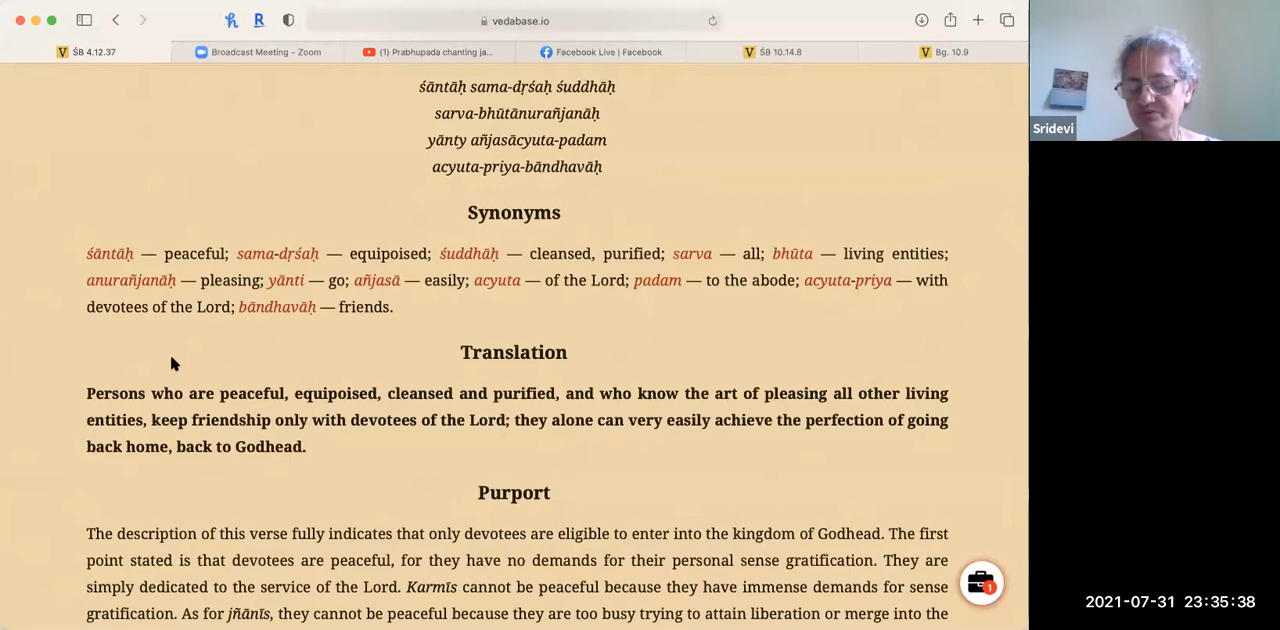 vedabase.io
ŚB 4.12.37
Broadcast Meeting - Zoom
(1) Prabhupada chanting ja...
Facebook Live | Facebook
ŚB 10.14.8
Bg. 10.9
śāntāḥ sama-dṛśaḥ śuddhāḥ
sarva-bhūtānurañjanāḥ
yānty añjasācyuta-padam
acyuta-priya-bāndhavāḥ
Synonyms
śāntāḥ — peaceful; sama-dṛśaḥ — equipoised; śuddhāḥ — cleansed, purified; sarva — all; bhūta — living entities;
anurañjanāḥ — pleasing; yānti — go; añjasā — easily; acyuta — of the Lord; padam — to the abode; acyuta-priya — with
devotees of the Lord; bāndhavāḥ — friends.
Translation
Persons who are peaceful, equipoised, cleansed and purified, and who know the art of pleasing all other living
entities, keep friendship only with devotees of the Lord; they alone can very easily achieve the perfection of going
back home, back to Godhead.
Purport
The description of this verse fully indicates that only devotees are eligible to enter into the kingdom of Godhead. The first
point stated is that devotees are peaceful, for they have no demands for their personal sense gratification. They are
simply dedicated to the service of the Lord. Karmīs cannot be peaceful because they have immense demands for sense
gratification. As for jñānīs, they cannot be peaceful because they are too busy trying to attain liberation or merge into the
1
Sridevi
2021-07-31 23:35:38